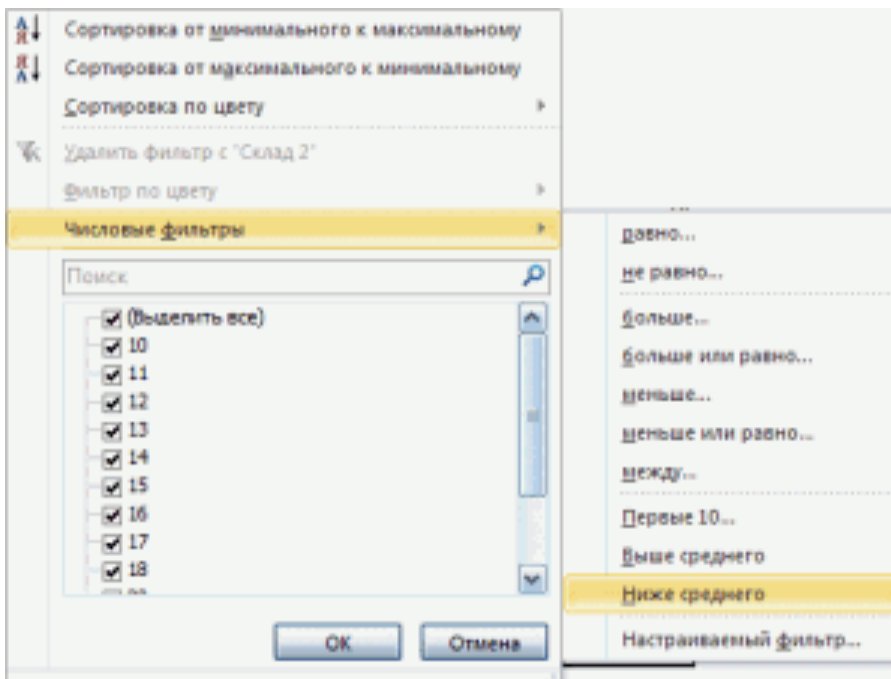 Сортировка от минимального к максимальному
Сортировка от максимального к минимальному
Сортировка по цвету
Удалить фильтр с "Склад 2"
Фильтр по цвету
Числовые фильтры
Поиск
(Выделить все)
10
11
12
13
14
15
16
17
18
ОК
Отмена
равно...
не равно...
больше...
больше или равно...
меньше...
меньше или равно...
между...
Первые 10...
Выше среднего
Ниже среднего
Настраиваемый фильтр...